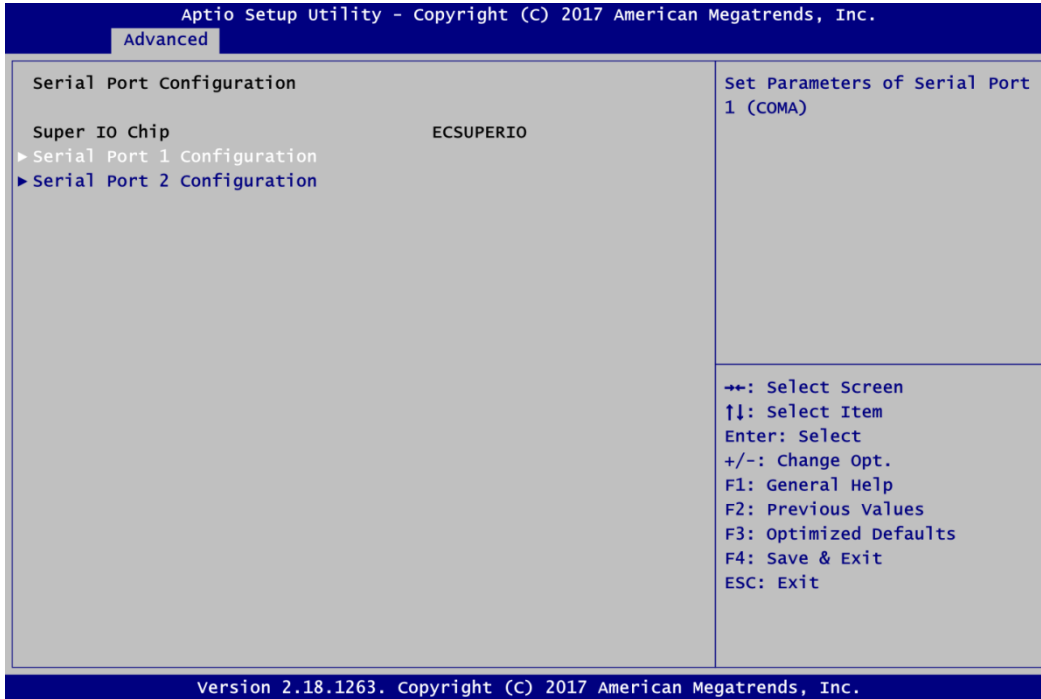 Aptio Setup Utility - Copyright (C) 2017 American Megatrends, Inc.
Advanced
Serial Port Configuration
Super IO Chip ECSUPERIO
►Serial Port 1 Configuration
►Serial Port 2 Configuration
Set Parameters of Serial Port
1 (COMA)
→←: Select Screen
↑↓: Select Item
Enter: Select
+/-: Change Opt.
F1: General Help
F2: Previous Values
F3: Optimized Defaults
F4: Save & Exit
ESC: Exit
Version 2.18.1263. Copyright (C) 2017 American Megatrends, Inc.